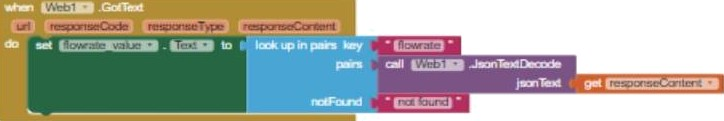 when Web1 .GotText
url responseCode responseType responseContent
do set flowrate_value . Text to look up in pairs key " flowrate "
pairs call Web1 .JsonTextDecode
jsonText get responseContent
notFound " not found "